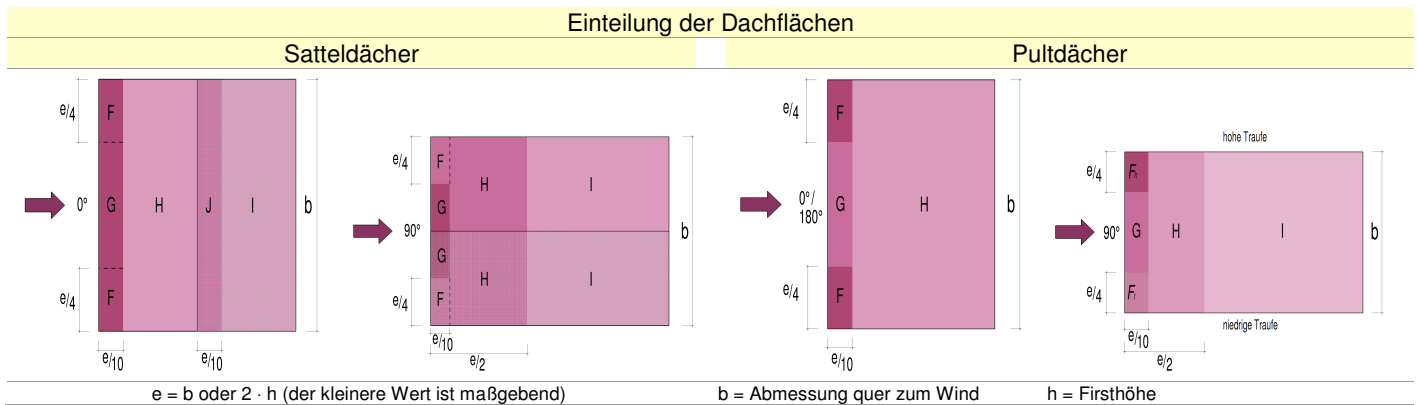 Einteilung der Dachflächen
Satteldächer
Pultdächer
e/4
F
0°
G
H
J
I
b
e/4
F
e/10
e/10
e/4
F
H
I
G
90°
b
G
H
I
e/4
F
e/10
e/2
e/4
F
0°/
180°
G
H
b
e/4
F
e/10
hohe Traufe
e/4
Fh
90°
G
H
I
b
e/4
Ft
niedrige Traufe
e/10
e/2
e = b oder 2 · h (der kleinere Wert ist maßgebend)
b = Abmessung quer zum Wind
h = Firsthöhe